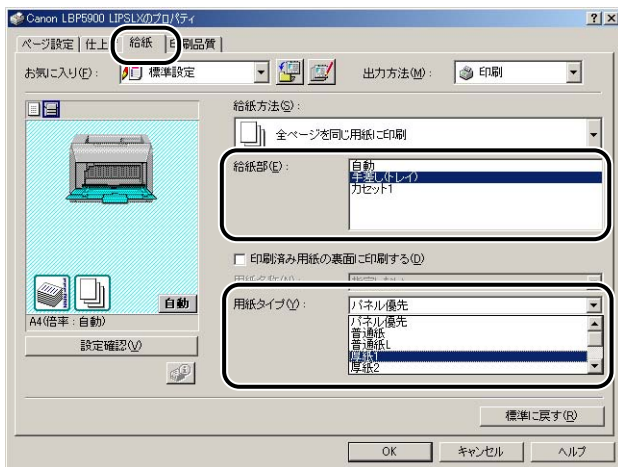 Canon LBP5900 LIPSLXのプロパティ
ページ設定 仕上 給紙 印刷品質
お気に入り(F): 標準設定 出力方法(M): 印刷
給紙方法(S):
全ページを同じ用紙に印刷
給紙部(E): 自動
手差し(トレイ)
カセット1
印刷済み用紙の裏面に印刷する(D)
自動
用紙タイプ(Y): パネル優先
A4(倍率:自動)
パネル優先
普通紙
設定確認(V)
普通紙L
厚紙1
厚紙2
標準に戻す(R)
OK キャンセル ヘルプ